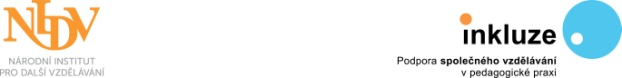 NIDV
NÁRODNÍ INSTITUT
PRO DALŠÍ VZDĚLÁVÁNÍ
inkluze
Podpora společného vzdělávání
v pedagogické praxi